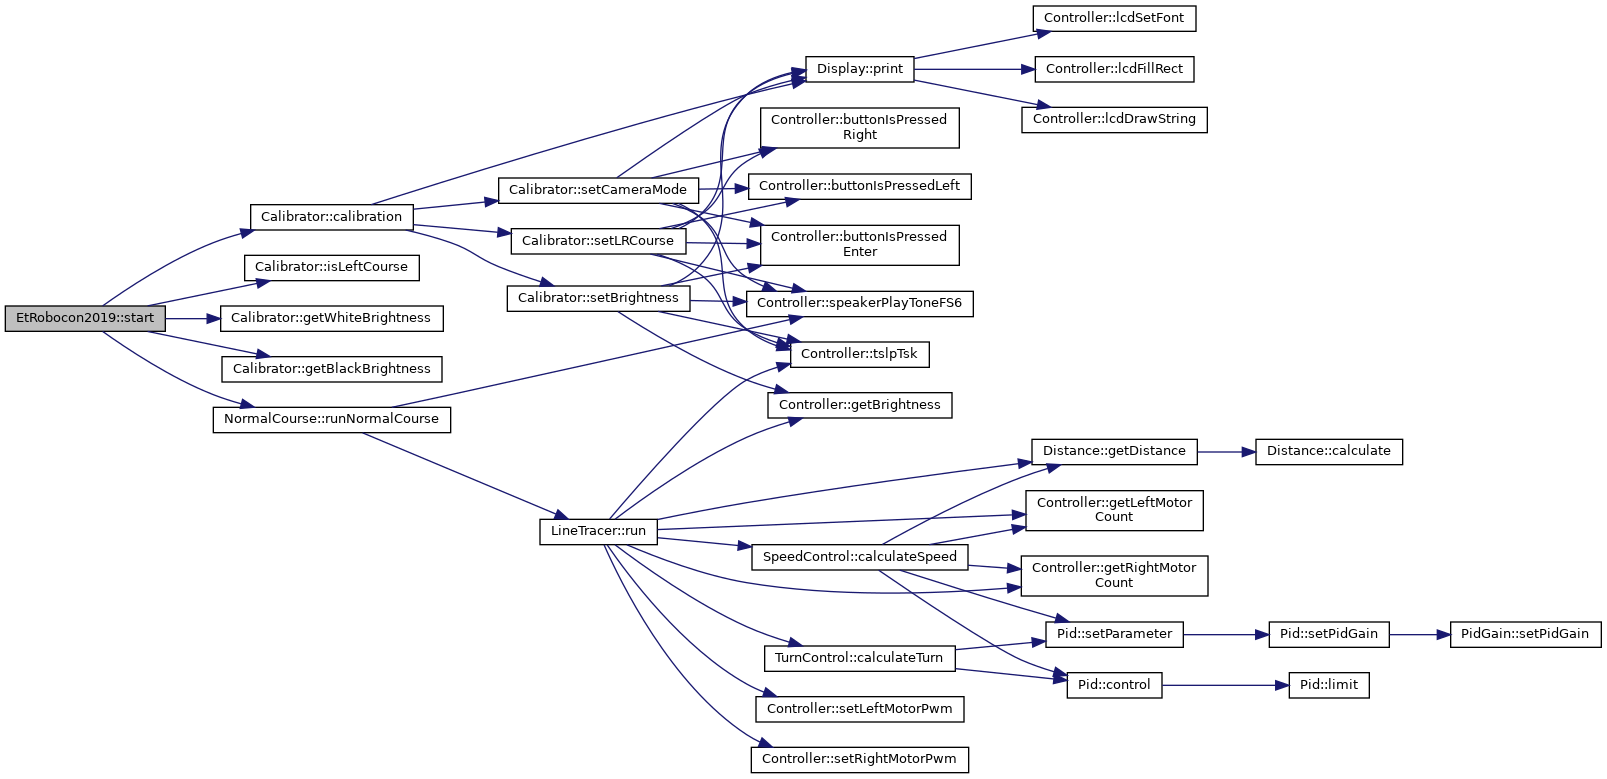 EtRobocon2019::start
Calibrator::calibration
Calibrator::isLeftCourse
Calibrator::getWhiteBrightness
Calibrator::getBlackBrightness
NormalCourse::runNormalCourse
Calibrator::setCameraMode
Calibrator::setLRCourse
Calibrator::setBrightness
LineTracer::run
Display::print
Controller::buttonIsPressed
Right
Controller::buttonIsPressedLeft
Controller::buttonIsPressed
Enter
Controller::speakerPlayToneFS6
Controller::tslpTsk
Controller::getBrightness
SpeedControl::calculateSpeed
TurnControl::calculateTurn
Controller::setLeftMotorPwm
Controller::setRightMotorPwm
Controller::lcdSetFont
Controller::lcdFillRect
Controller::lcdDrawString
Distance::getDistance
Controller::getLeftMotor
Count
Controller::getRightMotor
Count
Pid::setParameter
Pid::control
Distance::calculate
Pid::setPidGain
Pid::limit
PidGain::setPidGain